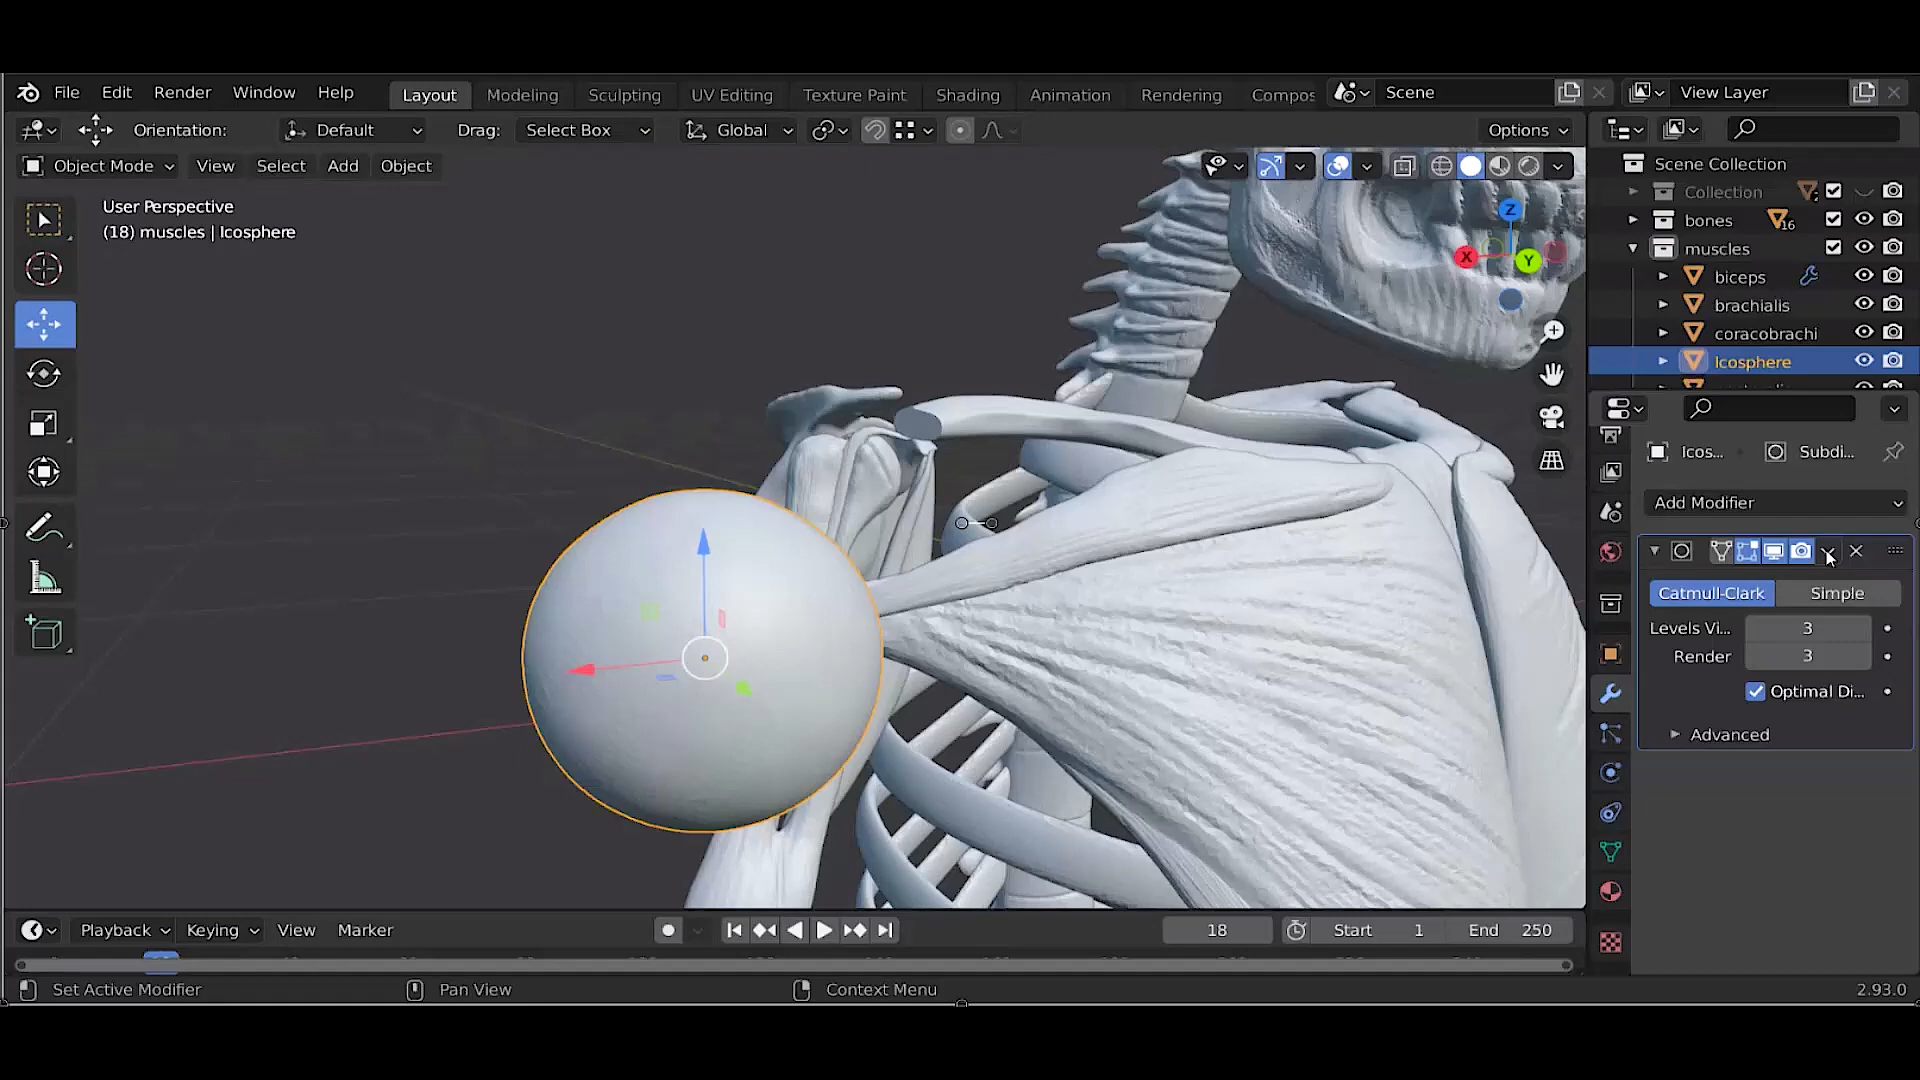 File Edit Render Window Help Layout Modeling Sculpting UV Editing Texture Paint Shading Animation Rendering Compos Scene View Layer
Orientation: Default Drag: Select Box Global Options
Object Mode View Select Add Object
User Perspective
(18) muscles | Icosphere
Z
X
Y
Scene Collection
Collection
bones 16
muscles
biceps
brachialis
coracobrachi
Icosphere
Icos... Subdi...
Add Modifier
Catmull-Clark Simple
Levels Vi... 3
Render 3
Optimal Di...
Advanced
Playback Keying View Marker 18 Start 1 End 250
Set Active Modifier Pan View Context Menu 2.93.0